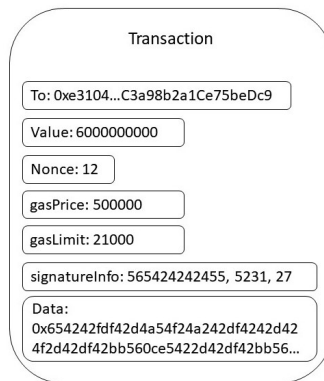 Transaction
To: 0xe3104...C3a98b2a1Ce75beDc9
Value: 6000000000
Nonce: 12
gasPrice: 500000
gasLimit: 21000
signatureInfo: 565424242455, 5231, 27
Data:
0x654242fdf42d4a54f24a242df4242d42
4f2d42df42bb560ce5422d42df42bb56...